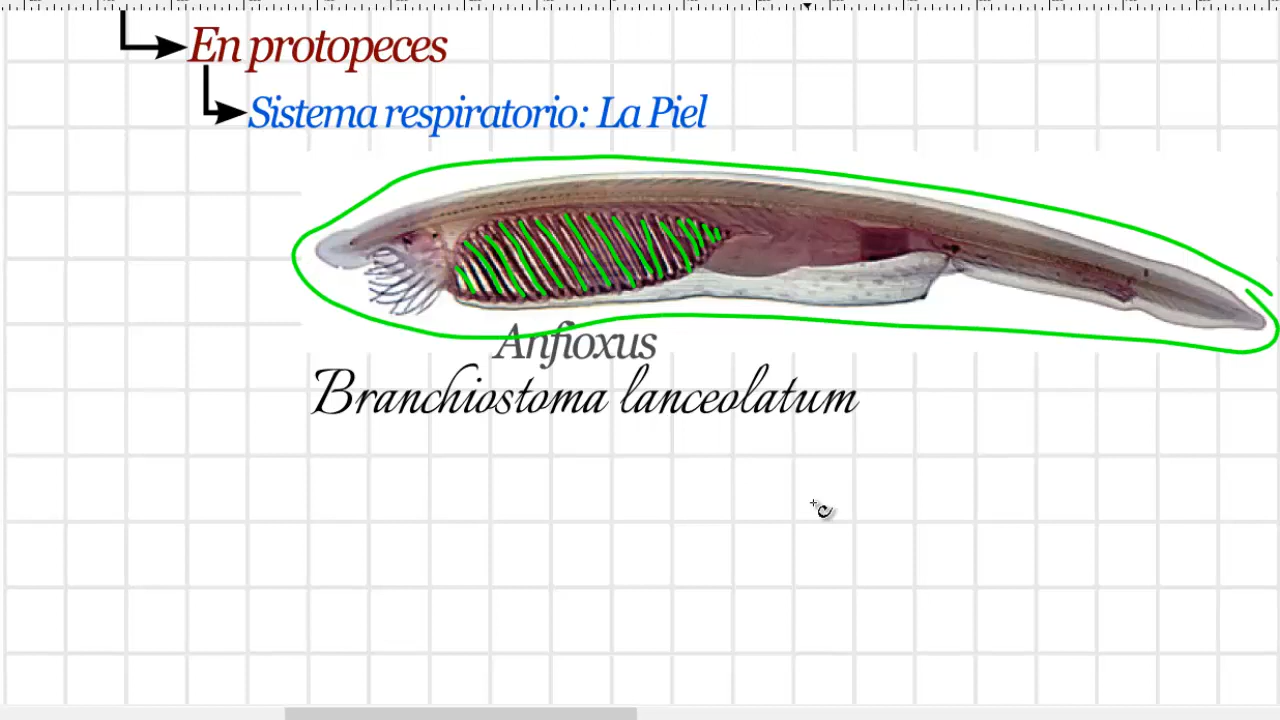 En protopeces
Sistema respiratorio: La Piel
Anfioxus
Branchiostoma lanceolatum